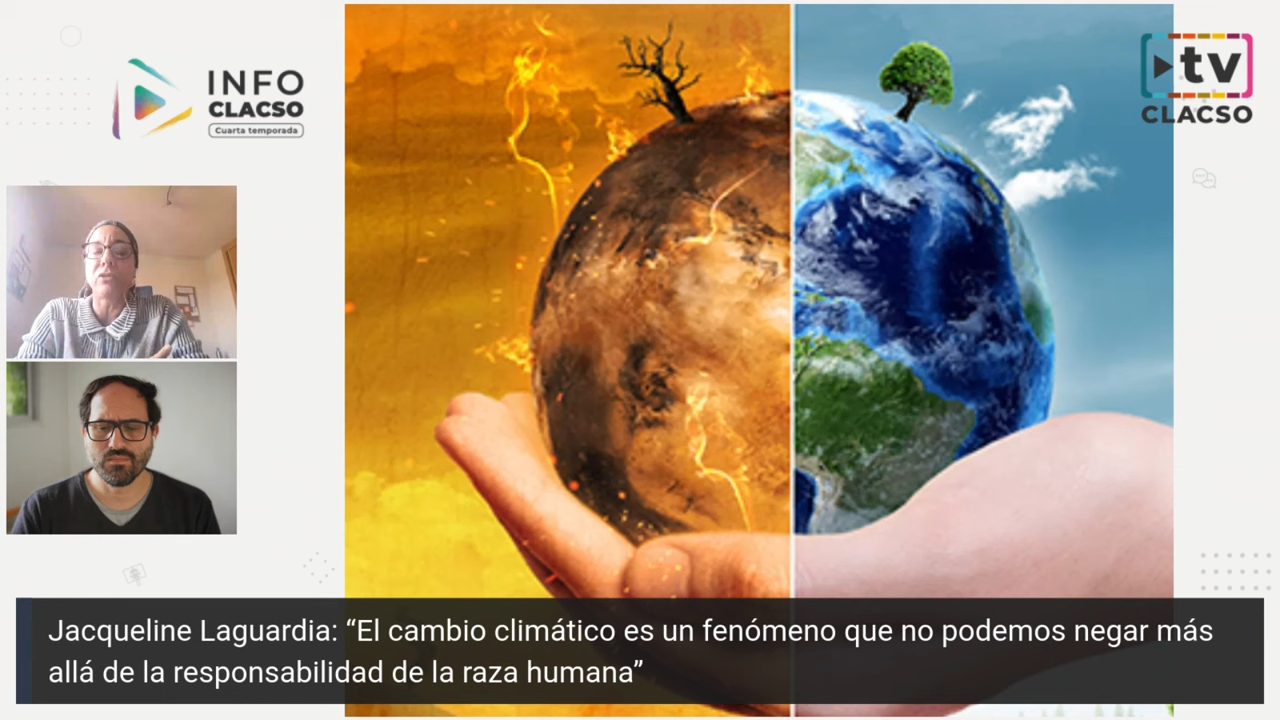 INFO
CLACSO
Cuarta temporada
tv
CLACSO
Jacqueline Laguardia: “El cambio climático es un fenómeno que no podemos negar más
allá de la responsabilidad de la raza humana”